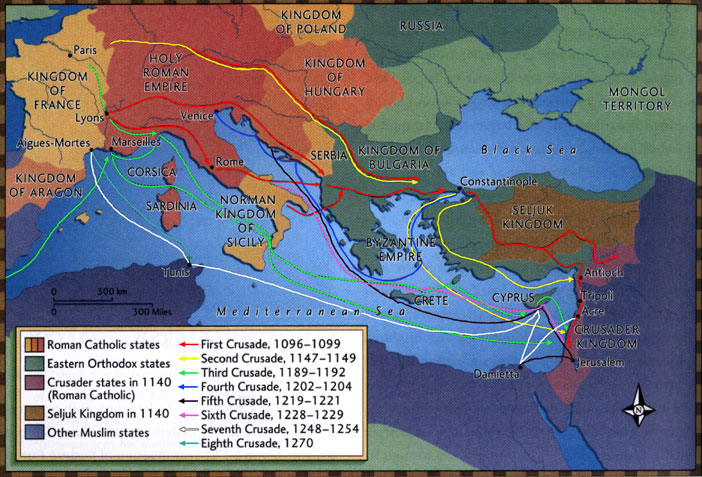 Paris
KINGDOM
OF
FRANCE
Lyons
Aigues-Mortes
Marseilles
KINGDOM
OF
ARAGON
HOLY
ROMAN
EMPIRE
KINGDOM
OF POLAND
RUSSIA
KINGDOM
OF
HUNGARY
MONGOL
TERRITORY
Venice
Rome
CORSICA
SARDINIA
NORMAN
KINGDOM
OF
SICILY
SERBIA
KINGDOM OF
BULGARIA
Black Sea
Constantinople
SELJUK
KINGDOM
BYZANTINE
EMPIRE
CRETE
CYPRUS
Antioch
Tripoli
Acre
CRUSADER
KINGDOM
Jerusalem
Damietta
Tunis
Mediterranean Sea
0 300 km
0 300 Miles
N
Roman Catholic states
Eastern Orthodox states
Crusader states in 1140
(Roman Catholic)
Seljuk Kingdom in 1140
Other Muslim states
First Crusade, 1096–1099
Second Crusade, 1147–1149
Third Crusade, 1189–1192
Fourth Crusade, 1202–1204
Fifth Crusade, 1219–1221
Sixth Crusade, 1228–1229
Seventh Crusade, 1248–1254
Eighth Crusade, 1270